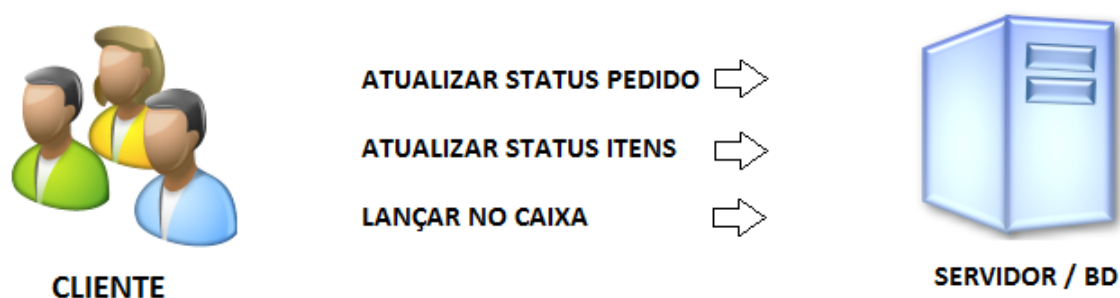 ATUALIZAR STATUS PEDIDO
ATUALIZAR STATUS ITENS
LANÇAR NO CAIXA
CLIENTE
SERVIDOR / BD